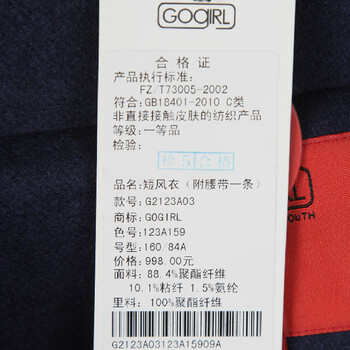 GOGIRL
合格证
产品执行标准:
FZ/T73005-2002
符合:GB18401-2010 C类
非直接接触皮肤的纺织产品
等级:一等品
检验:
检5合格
品名:短风衣(附腰带一条)
款号:G2123A03
商标:GOGIRL
色号:123A159
号型:160/84A
价格:998.00元
面料:88.4%聚酯纤维
10.1%粘纤 1.5%氨纶
里料:100%聚酯纤维
G2123A03123A15909A
GIRL
OUTH